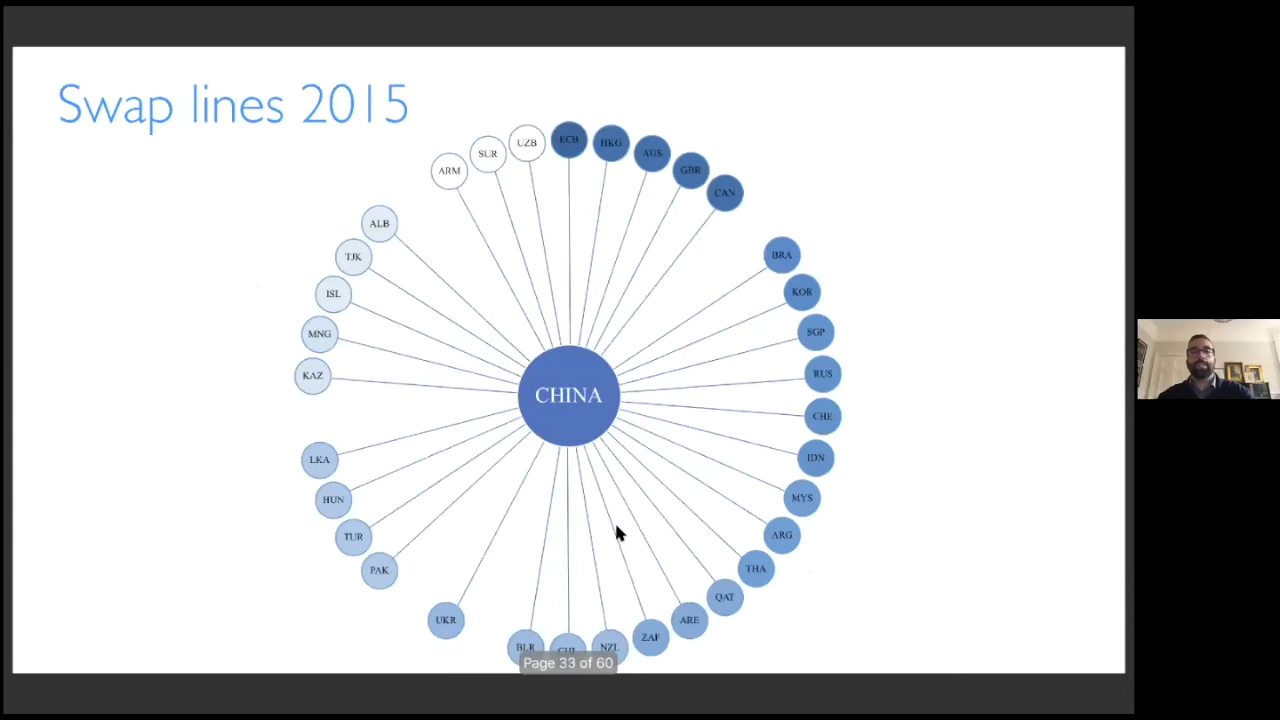 Swap lines 2015
ECB
HKG
AUS
GBR
CAN
BRA
KOR
SGP
RUS
CHE
IDN
MYS
ARG
THA
QAT
ARE
ZAF
NZL
BLR
UKR
PAK
TUR
HUN
LKA
KAZ
MNG
ISL
TJK
ALB
ARM
SUR
UZB
CHINA
Page 33 of 60